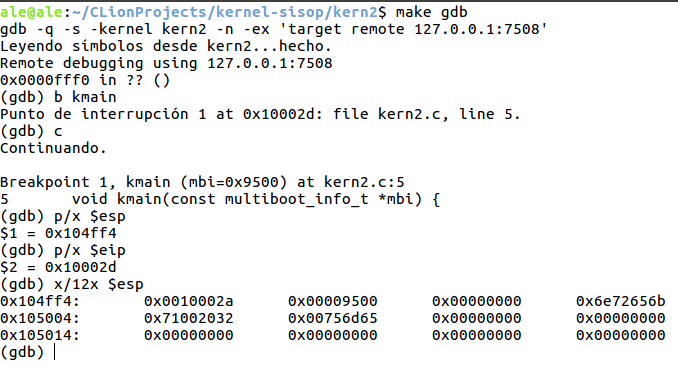 ale@ale:~/CLionProjects/kernel-sisop/kern2$ make gdb
gdb -q -s -kernel kern2 -n -ex 'target remote 127.0.0.1:7508'
Leyendo símbolos desde kern2...hecho.
Remote debugging using 127.0.0.1:7508
0x0000fff0 in ?? ()
(gdb) b kmain
Punto de interrupción 1 at 0x10002d: file kern2.c, line 5.
(gdb) c
Continuando.
Breakpoint 1, kmain (mbi=0x9500) at kern2.c:5
5       void kmain(const multiboot_info_t *mbi) {
(gdb) p/x $esp
$1 = 0x104ff4
(gdb) p/x $eip
$2 = 0x10002d
(gdb) x/12x $esp
0x104ff4:       0x0010002a      0x00009500      0x00000000      0x6e72656b
0x105004:       0x71002032      0x00756d65      0x00000000      0x00000000
0x105014:       0x00000000      0x00000000      0x00000000      0x00000000
(gdb)